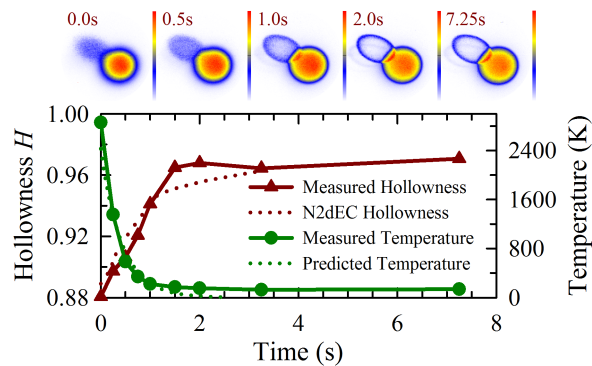 0.0s 0.5s 1.0s 2.0s 7.25s
Hollowness H
1.00
0.96
0.92
0.88
Measured Hollowness
N2dEC Hollowness
Measured Temperature
Predicted Temperature
2400
1600
800
0
Temperature (K)
0 2 4 6 8
Time (s)